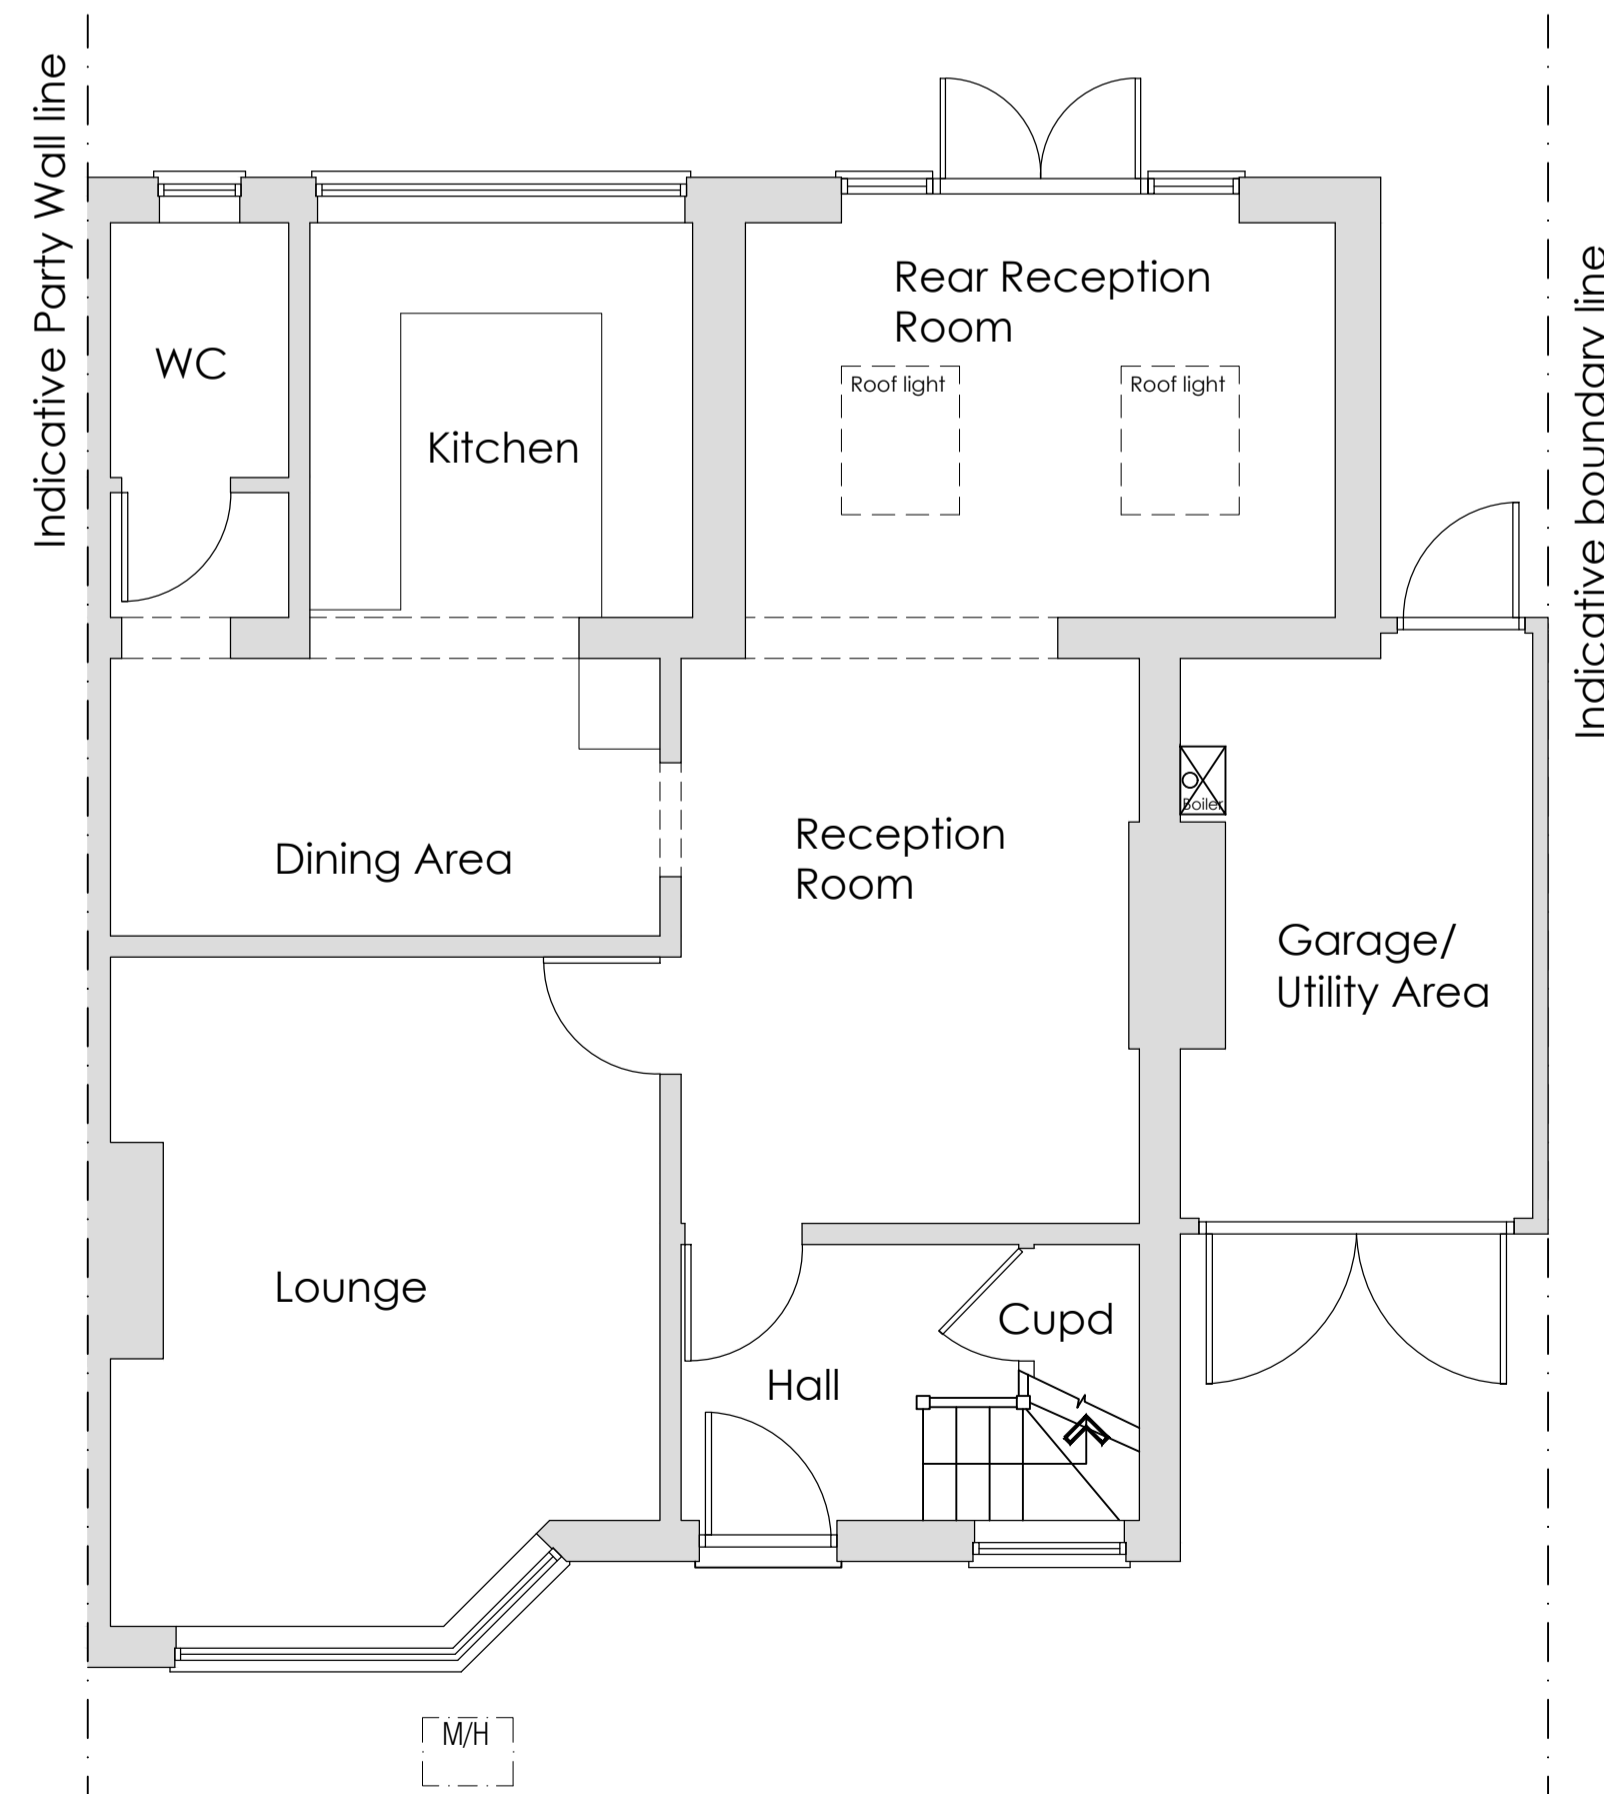 Indicative Party Wall line
Indicative boundary line
Rear Reception
Room
WC
Roof light
Roof light
Kitchen
Boiler
Reception
Room
Dining Area
Garage/
Utility Area
Lounge
Cupd
Hall
M/H